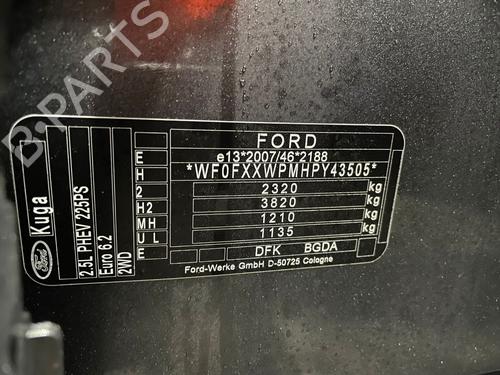 FORD
E e13*2007/46*2188
H *WF0FXXWPMHPY43505*
2 2320 kg
H2 3820 kg
MH 1210 kg
UL 1135 kg
E DFK BGDA
Ford-Werke GmbH D-50725 Cologne
Ford
Kuga
2.5L PHEV 225PS
Euro 6.2
2WD
B-PARTS